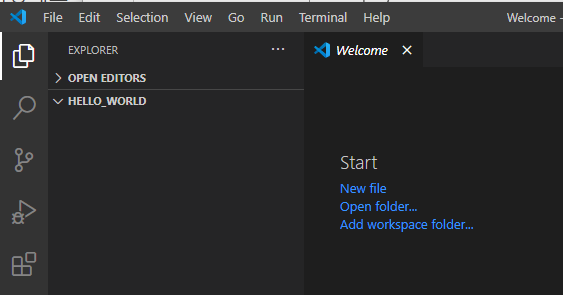 File Edit Selection View Go Run Terminal Help Welcome -
EXPLORER
Welcome
OPEN EDITORS
HELLO_WORLD
Start
New file
Open folder...
Add workspace folder...